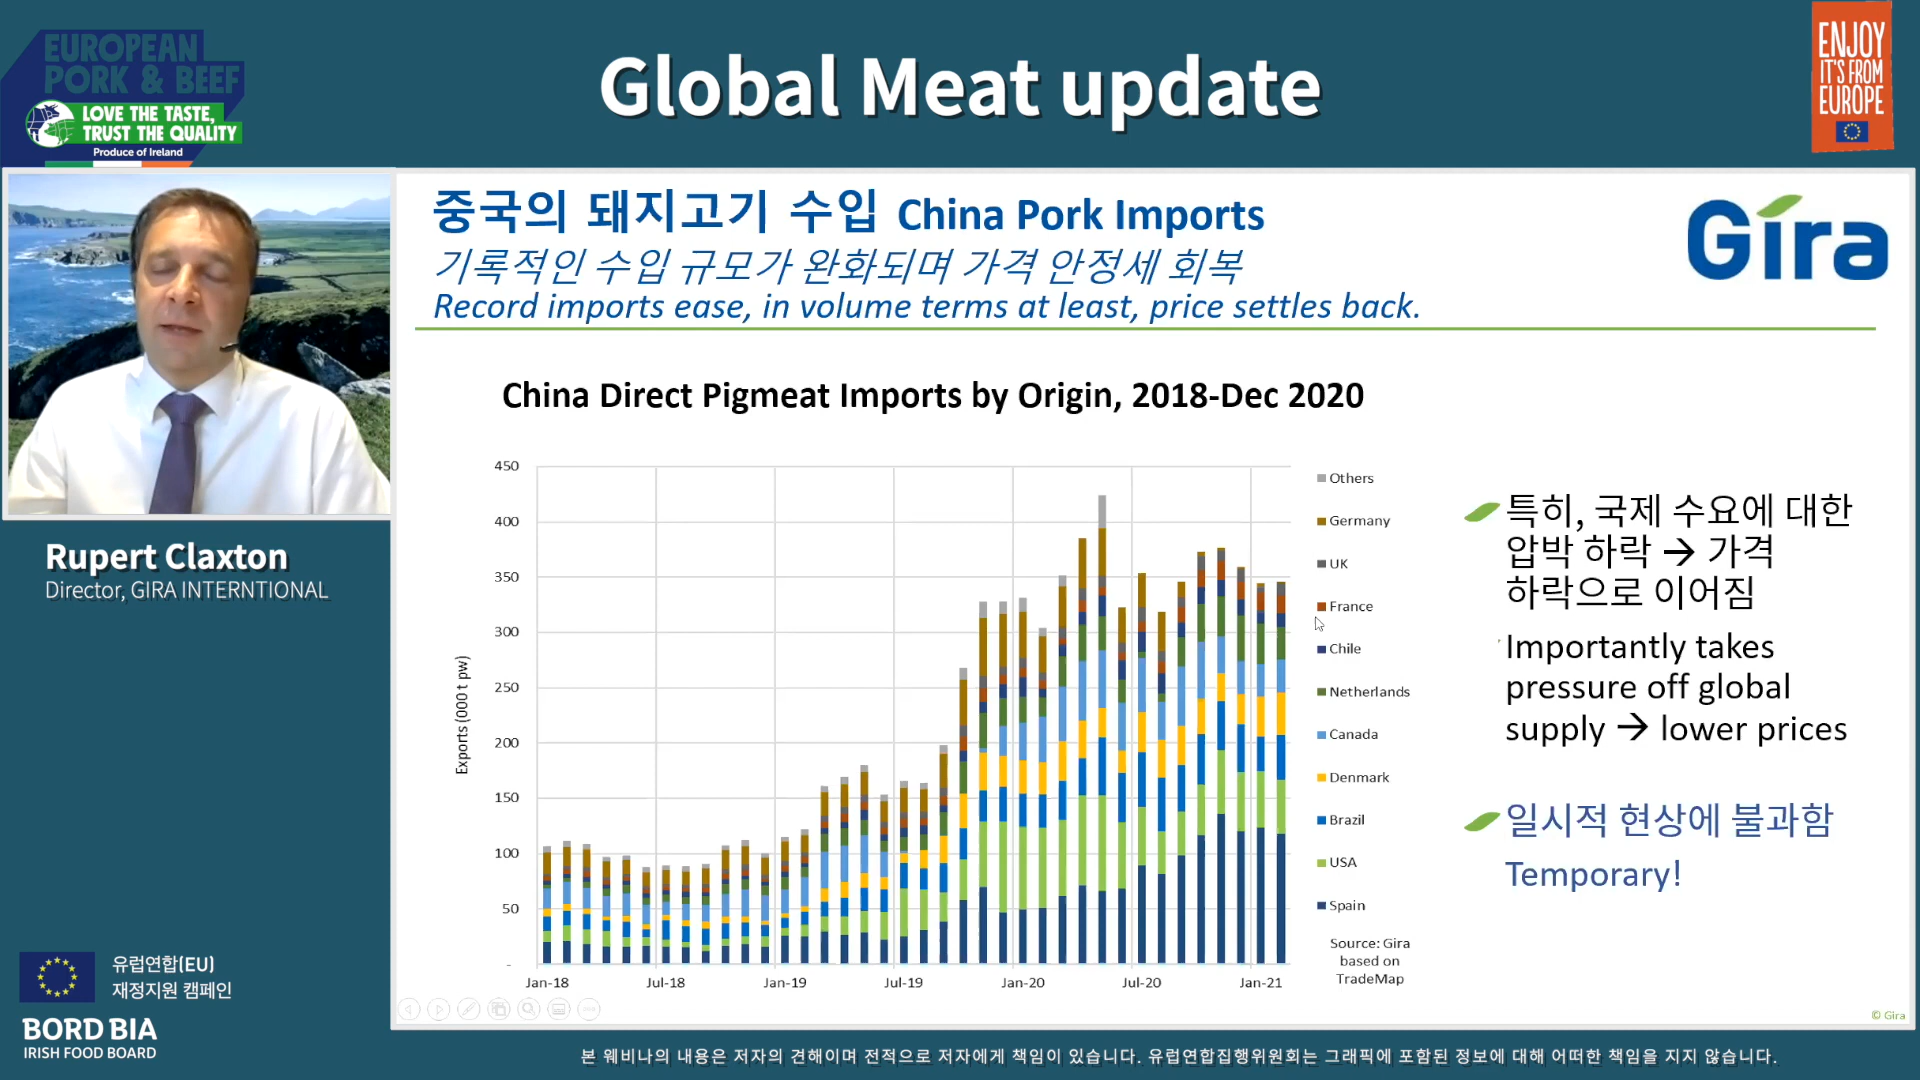 EUROPEAN
PORK & BEEF
LOVE THE TASTE,
TRUST THE QUALITY
Produce of Ireland
Global Meat update
ENJOY
IT'S FROM
EUROPE
Rupert Claxton
Director, GIRA INTERNTIONAL
중국의 돼지고기 수입 China Pork Imports
기록적인 수입 규모가 완화되며 가격 안정세 회복
Record imports ease, in volume terms at least, price settles back.
Gira
China Direct Pigmeat Imports by Origin, 2018-Dec 2020
Exports (000 t pw)
450
400
350
300
250
200
150
100
50
-
Jan-18
Jul-18
Jan-19
Jul-19
Jan-20
Jul-20
Jan-21
Others
Germany
UK
France
Chile
Netherlands
Canada
Denmark
Brazil
USA
Spain
Source: Gira
based on
TradeMap
특히, 국제 수요에 대한
압박 하락 → 가격
하락으로 이어짐
Importantly takes
pressure off global
supply → lower prices
일시적 현상에 불과함
Temporary!
© Gira
유럽연합(EU)
재정지원 캠페인
BORD BIA
IRISH FOOD BOARD
본 웨비나의 내용은 저자의 견해이며 전적으로 저자에게 책임이 있습니다. 유럽연합집행위원회는 그래픽에 포함된 정보에 대해 어떠한 책임을 지지 않습니다.